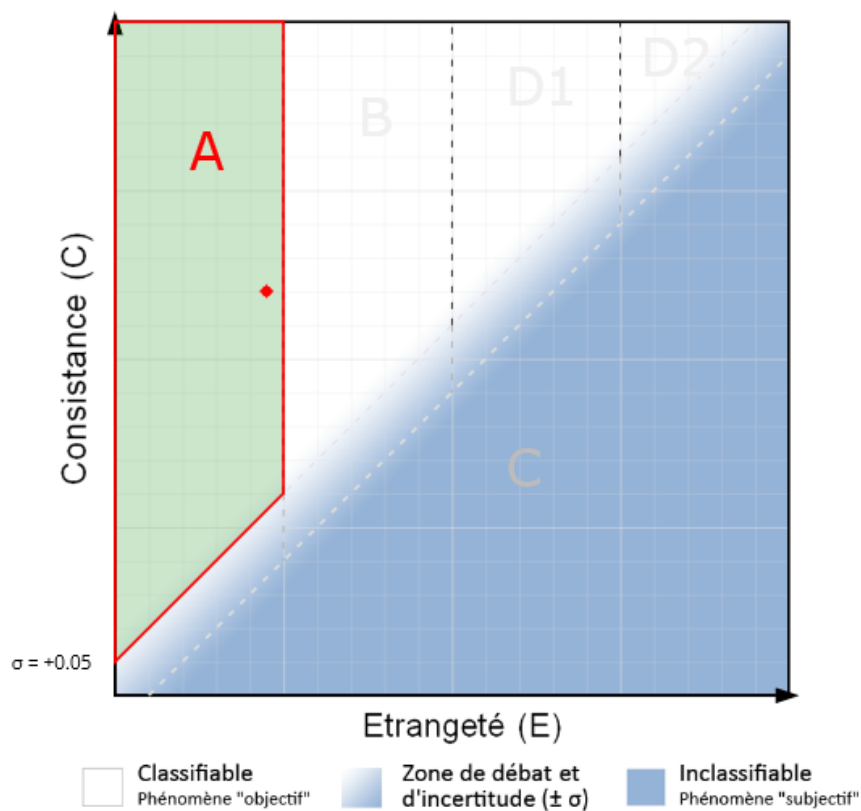 A
B
D1
D2
C
Consistance (C)
σ = +0.05
Etrangeté (E)
Classifiable
Phénomène "objectif"
Zone de débat et
d'incertitude (± σ)
Inclassifiable
Phénomène "subjectif"